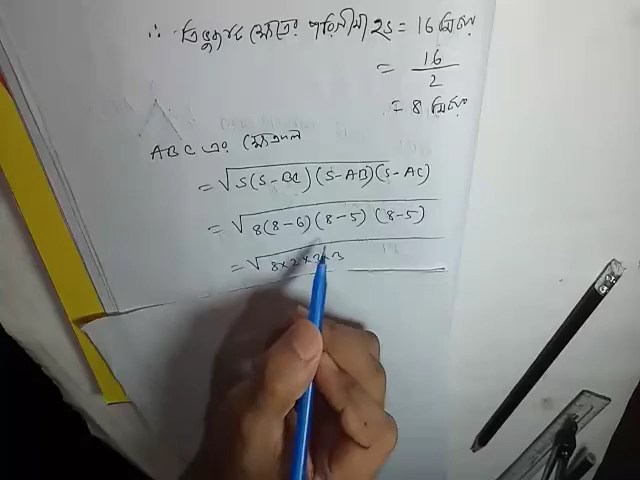 ∴ ত্রিভুজাকার ক্ষেত্রের পরিসীমা 2S = 16 মিটার
= 16/2
= 8 মিটার
ABC এর ক্ষেত্রফল
= √S(S-BC)(S-AB)(S-AC)
= √8(8-6)(8-5)(8-5)
= √8×2×3×3